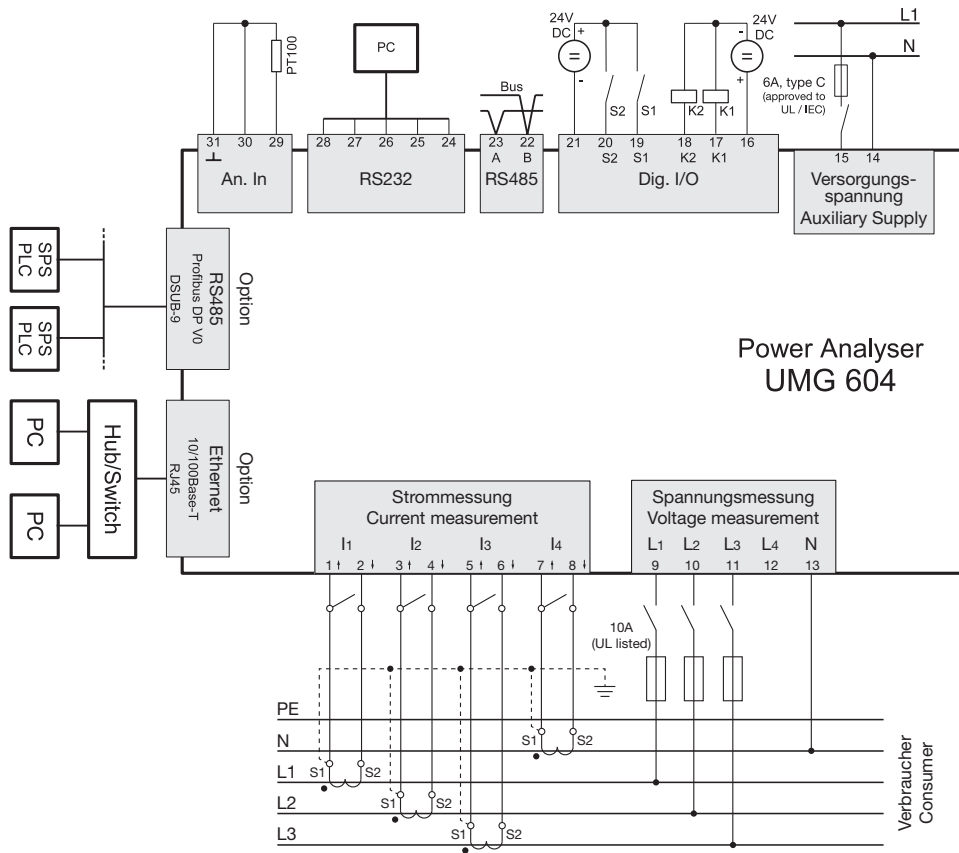 24V
DC
+
-
24V
DC
-
+
L1
N
PT100
PC
Bus
S2
S1
K2
K1
6A, type C
(approved to
UL / IEC)
31 30 29
An. In
28 27 26 25 24
RS232
23 22
A B
RS485
21 20 19 18 17 16
S2 S1 K2 K1
Dig. I/O
15 14
Versorgungs-
spannung
Auxiliary Supply
SPS
PLC
SPS
PLC
RS485
Profibus DP V0
DSUB-9
Option
Power Analyser
UMG 604
PC
PC
Hub/Switch
Ethernet
10/100Base-T
RJ45
Option
Strommessung
Current measurement
I1 I2 I3 I4
1 2 3 4 5 6 7 8
Spannungsmessung
Voltage measurement
L1 L2 L3 L4 N
9 10 11 12 13
10A
(UL listed)
PE
N
S1 S2
L1
S1 S2
L2
S1 S2
L3
S1 S2
Verbraucher
Consumer